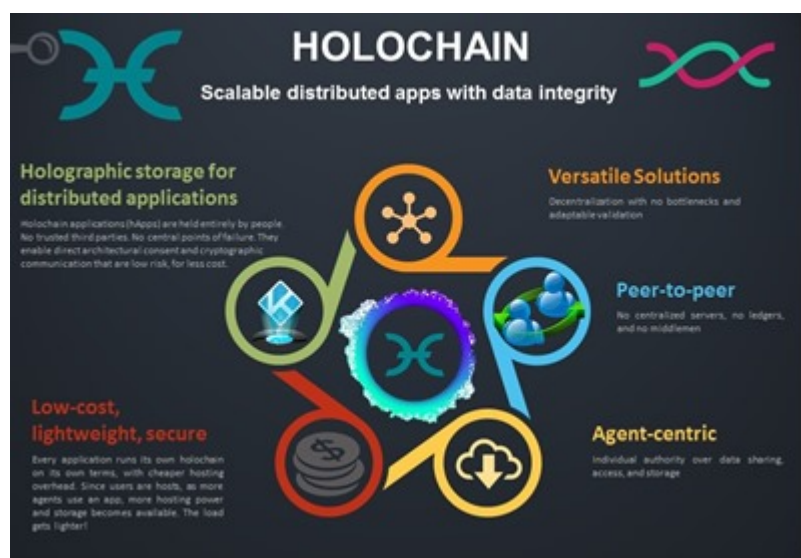 HOLOCHAIN
Scalable distributed apps with data integrity
Holographic storage for
distributed applications
Holochain applications (hApps) are held entirely by people.
No trusted third parties. No central points of failure. They
enable direct architectural consent and cryptographic
communication that are low risk, for less cost.
Versatile Solutions
Decentralization with no bottlenecks and
adaptable validation
Peer-to-peer
No centralized servers, no ledgers,
and no middlemen
Low-cost,
lightweight, secure
Every application runs its own holochain
on its own terms, with cheaper hosting
overhead. Since users are hosts, as more
agents use an app, more hosting power
and storage becomes available. The load
gets lighter!
Agent-centric
Individual authority over data sharing,
access, and storage